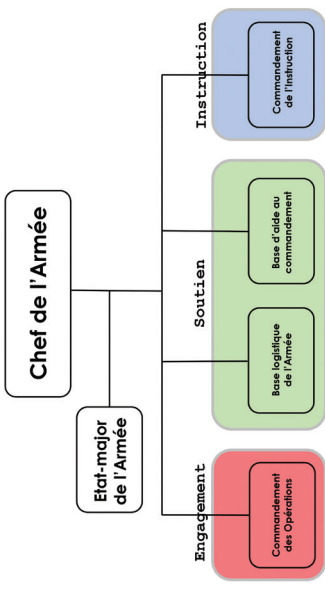 Chef de l'Armée
Etat-major
de l'Armée
Engagement
Soutien
Instruction
Commandement
des Opérations
Base logistique
de l'Armée
Base d'aide au
commandement
Commandement
de l'Instruction